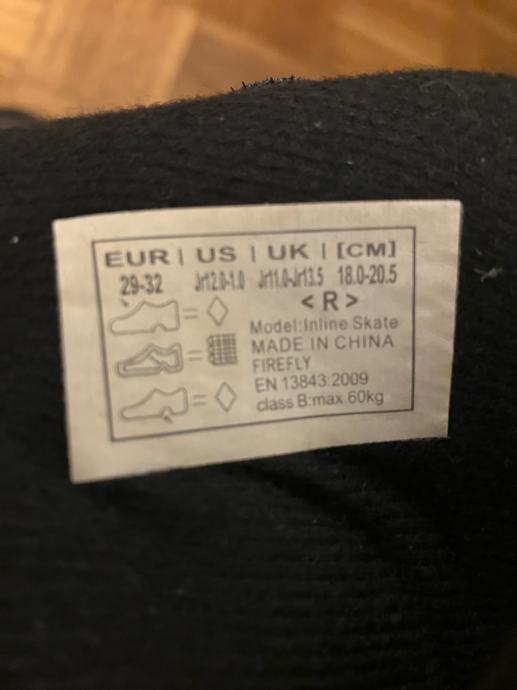 EUR | US | UK | [CM]
29-32 Jr12.0-1.0 Jr11.0-Jr13.5 18.0-20.5
<R>
Model:Inline Skate
MADE IN CHINA
FIREFLY
EN 13843:2009
class B:max.60kg